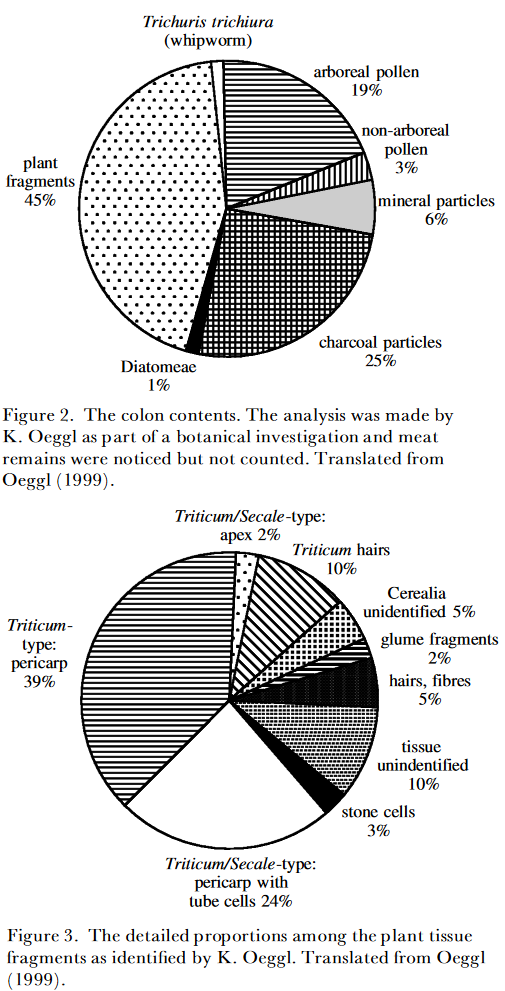 Trichuris trichiura
(whipworm)
arboreal pollen
19%
non-arboreal
pollen
3%
plant
fragments
45%
mineral particles
6%
charcoal particles
25%
Diatomeae
1%
Figure 2. The colon contents. The analysis was made by
K. Oeggl as part of a botanical investigation and meat
remains were noticed but not counted. Translated from
Oeggl (1999).
Triticum/Secale-type:
apex 2%
Triticum hairs
10%
Cerealia
unidentified 5%
glume fragments
2%
Triticum-
type:
pericarp
39%
hairs, fibres
5%
tissue
unidentified
10%
stone cells
3%
Triticum/Secale-type:
pericarp with
tube cells 24%
Figure 3. The detailed proportions among the plant tissue
fragments as identified by K. Oeggl. Translated from Oeggl
(1999).